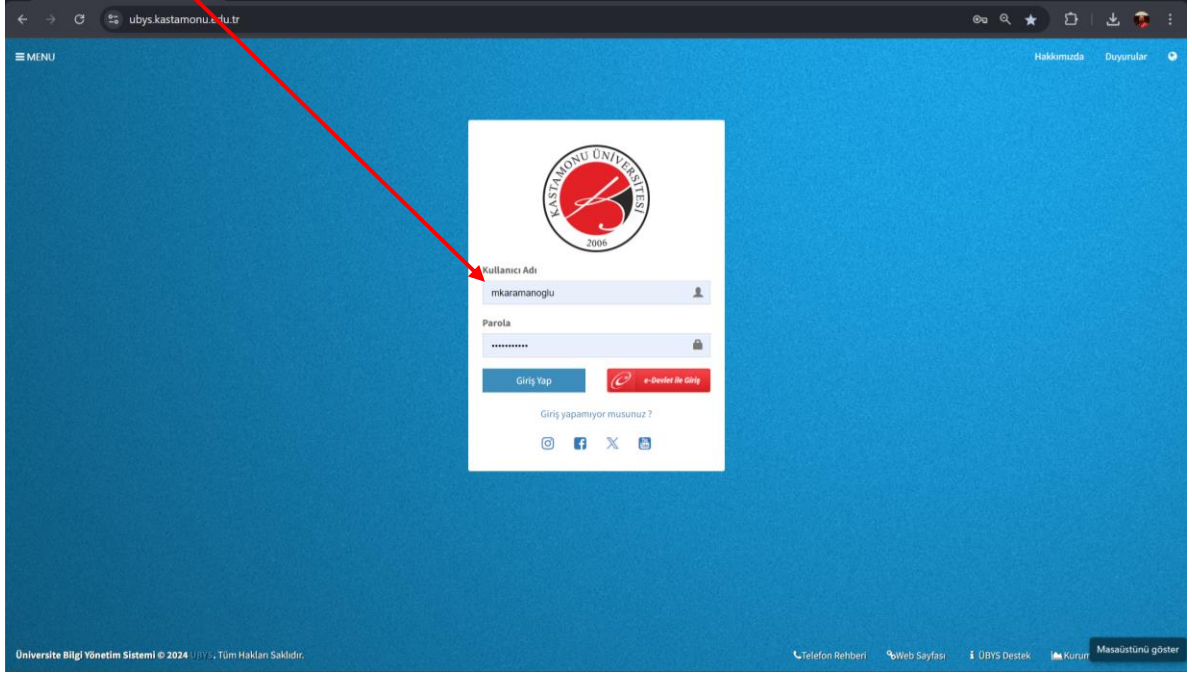 ubys.kastamonu.edu.tr
MENU
Hakkımızda Duyurular
KASTAMONU ÜNİVERSİTESİ
2006
Kullanıcı Adı
mkaramanoglu
Parola
Giriş Yap
e-Devlet ile Giriş
Giriş yapamıyor musunuz ?
Üniversite Bilgi Yönetim Sistemi © 2024 UBYS. Tüm Hakları Saklıdır.
Telefon Rehberi Web Sayfası ÜBYS Destek Kurum
Masaüstünü göster